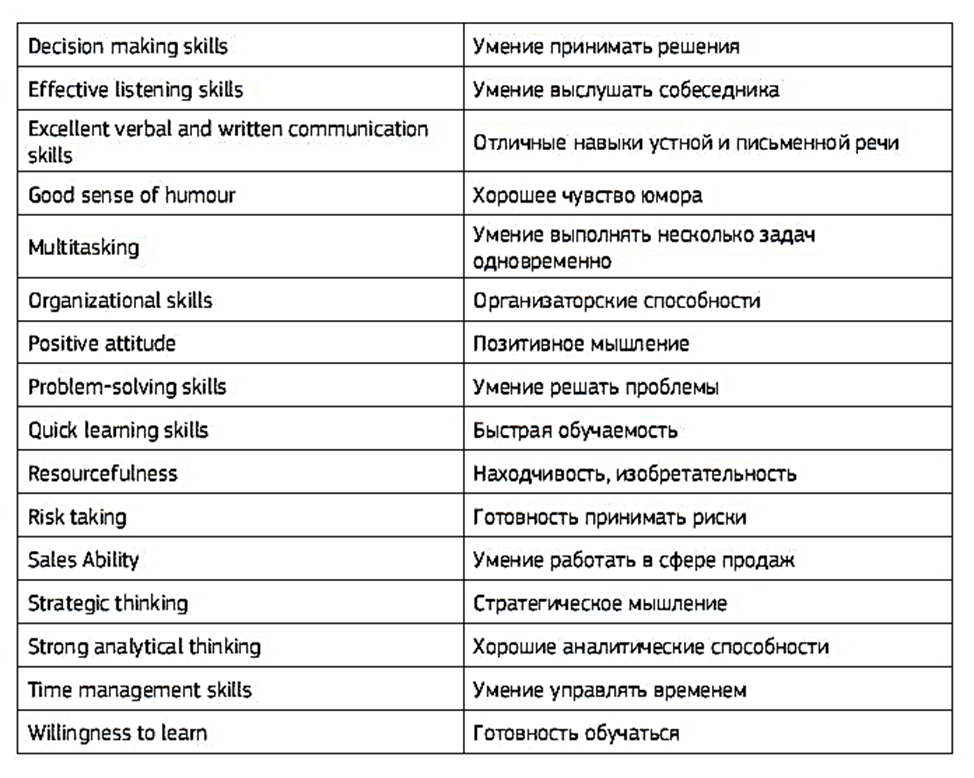 Decision making skills
Умение принимать решения
Effective listening skills
Умение выслушать собеседника
Excellent verbal and written communication
skills
Отличные навыки устной и письменной речи
Good sense of humour
Хорошее чувство юмора
Multitasking
Умение выполнять несколько задач
одновременно
Organizational skills
Организаторские способности
Positive attitude
Позитивное мышление
Problem-solving skills
Умение решать проблемы
Quick learning skills
Быстрая обучаемость
Resourcefulness
Находчивость, изобретательность
Risk taking
Готовность принимать риски
Sales Ability
Умение работать в сфере продаж
Strategic thinking
Стратегическое мышление
Strong analytical thinking
Хорошие аналитические способности
Time management skills
Умение управлять временем
Willingness to learn
Готовность обучаться